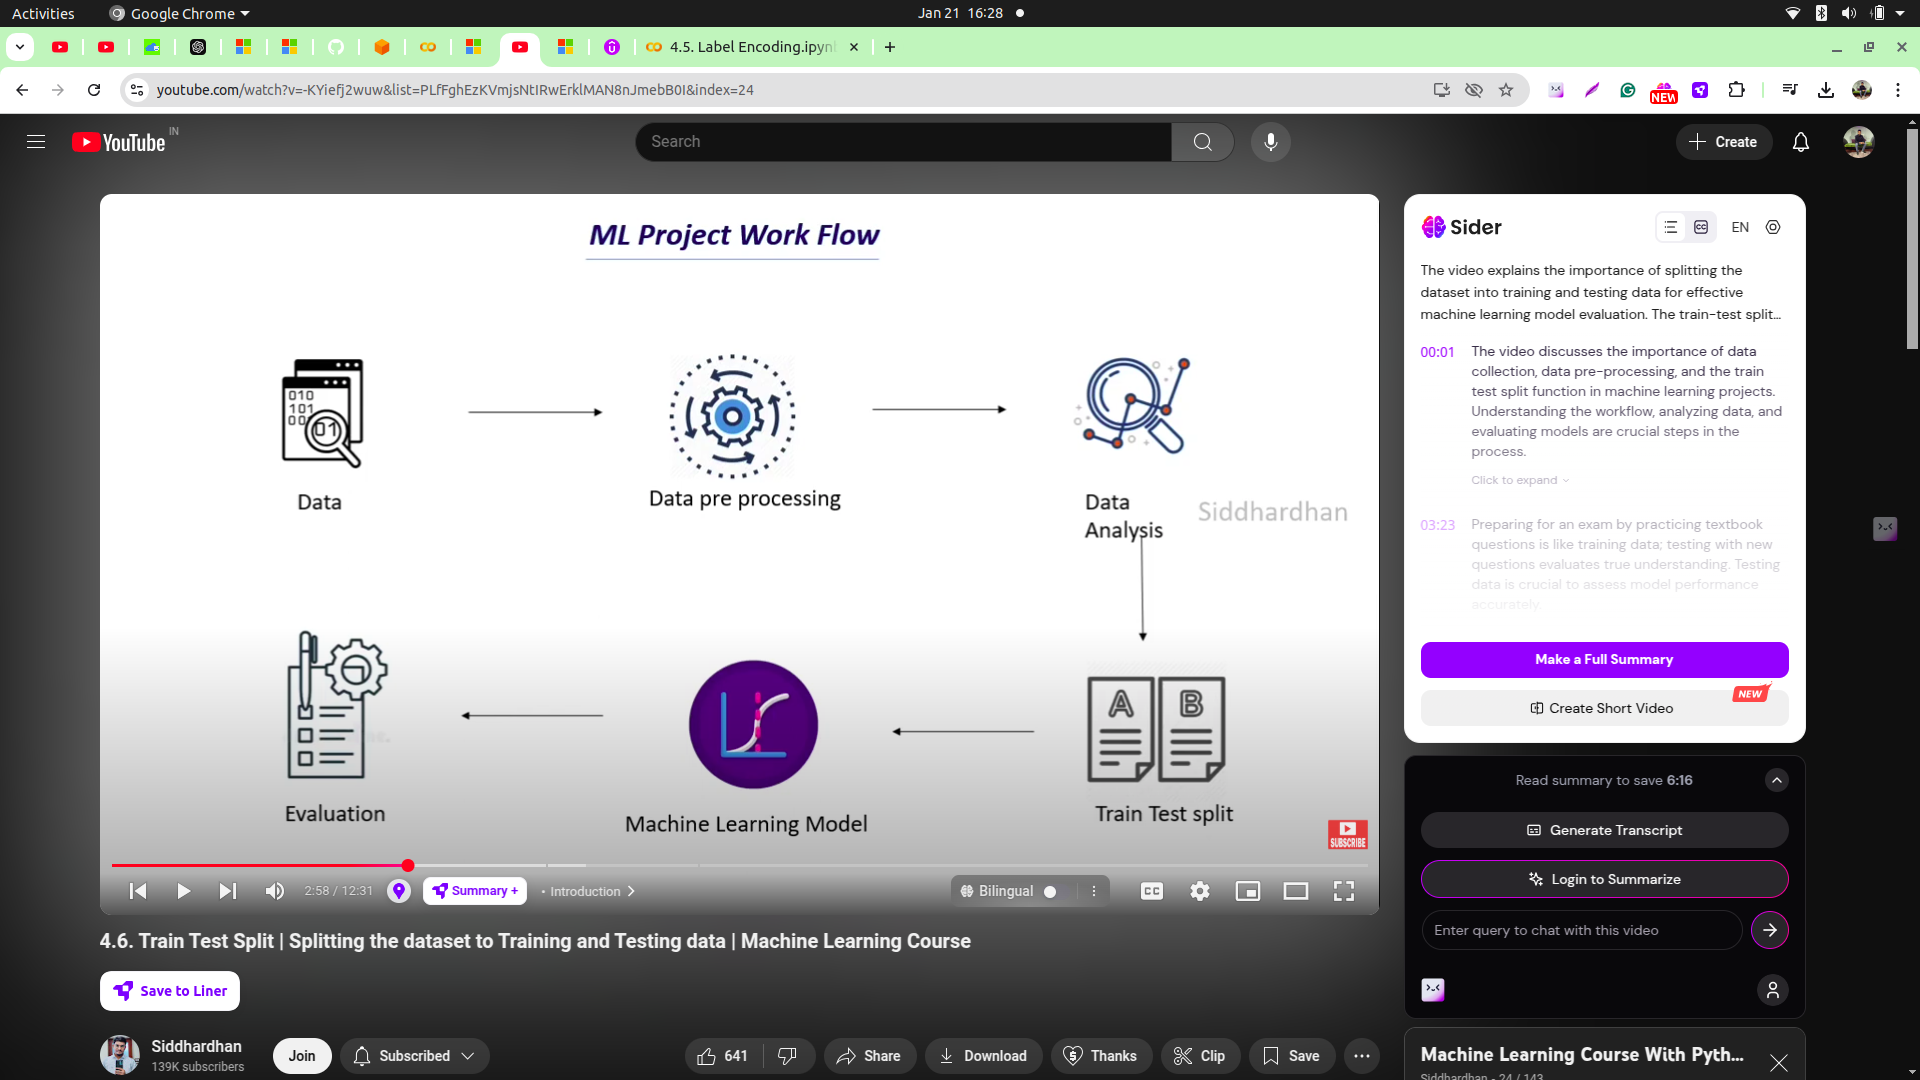 Activities
Google Chrome
Jan 21 16:28
4.5. Label Encoding.ipyn
youtube.com/watch?v=-KYiefj2wuw&list=PLfFghEzKVmjsNtIRwErklMAN8nJmebB0I&index=24
NEW
YouTube IN
Search
Create
ML Project Work Flow
010
101
00
01
Data
Data pre processing
Data
Analysis
Siddhardhan
A B
Evaluation
Machine Learning Model
Train Test split
SUBSCRIBE
2:58 / 12:31
Summary +
• Introduction
Bilingual
CC
4.6. Train Test Split | Splitting the dataset to Training and Testing data | Machine Learning Course
Save to Liner
Siddhardhan
139K subscribers
Join
Subscribed
641
Share
Download
Thanks
Clip
Save
Sider
CC
EN
The video explains the importance of splitting the
dataset into training and testing data for effective
machine learning model evaluation. The train-test split...
00:01
The video discusses the importance of data
collection, data pre-processing, and the train
test split function in machine learning projects.
Understanding the workflow, analyzing data, and
evaluating models are crucial steps in the
process.
Click to expand
03:23
Preparing for an exam by practicing textbook
questions is like training data; testing with new
questions evaluates true understanding. Testing
data is crucial to assess model performance
accurately.
Make a Full Summary
NEW
Create Short Video
Read summary to save 6:16
Generate Transcript
Login to Summarize
Enter query to chat with this video
Machine Learning Course With Pyth...
Siddhardhan - 24 / 143